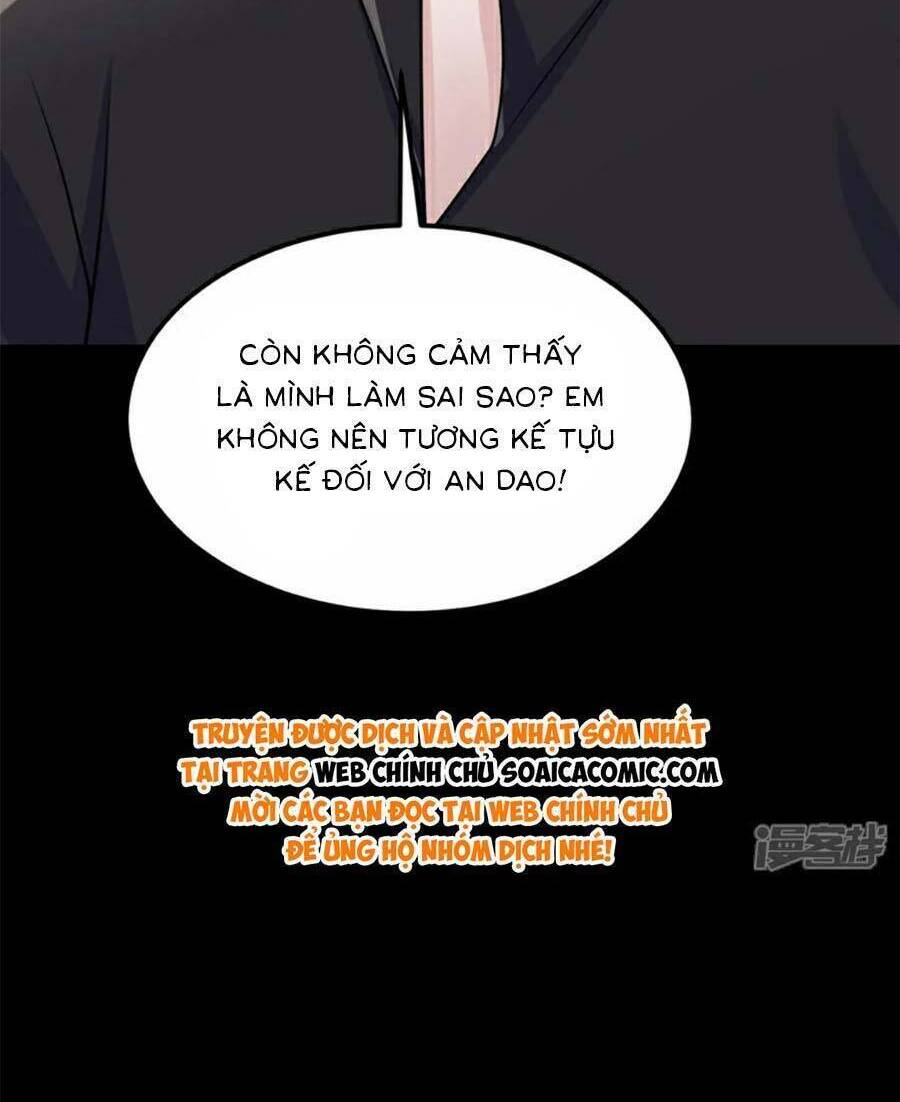 CÒN KHÔNG CẢM THẤY
LÀ MÌNH LÀM SAI SAO? EM
KHÔNG NÊN TƯƠNG KẾ TỰU
KẾ ĐỐI VỚI AN DAO!
TRUYỆN ĐƯỢC DỊCH VÀ CẬP NHẬT SỚM NHẤT
TẠI TRANG WEB CHÍNH CHỦ SOAICACOMIC.COM
MỜI CÁC BẠN ĐỌC TẠI WEB CHÍNH CHỦ
ĐỂ ỦNG HỘ NHÓM DỊCH NHÉ!
漫客栈